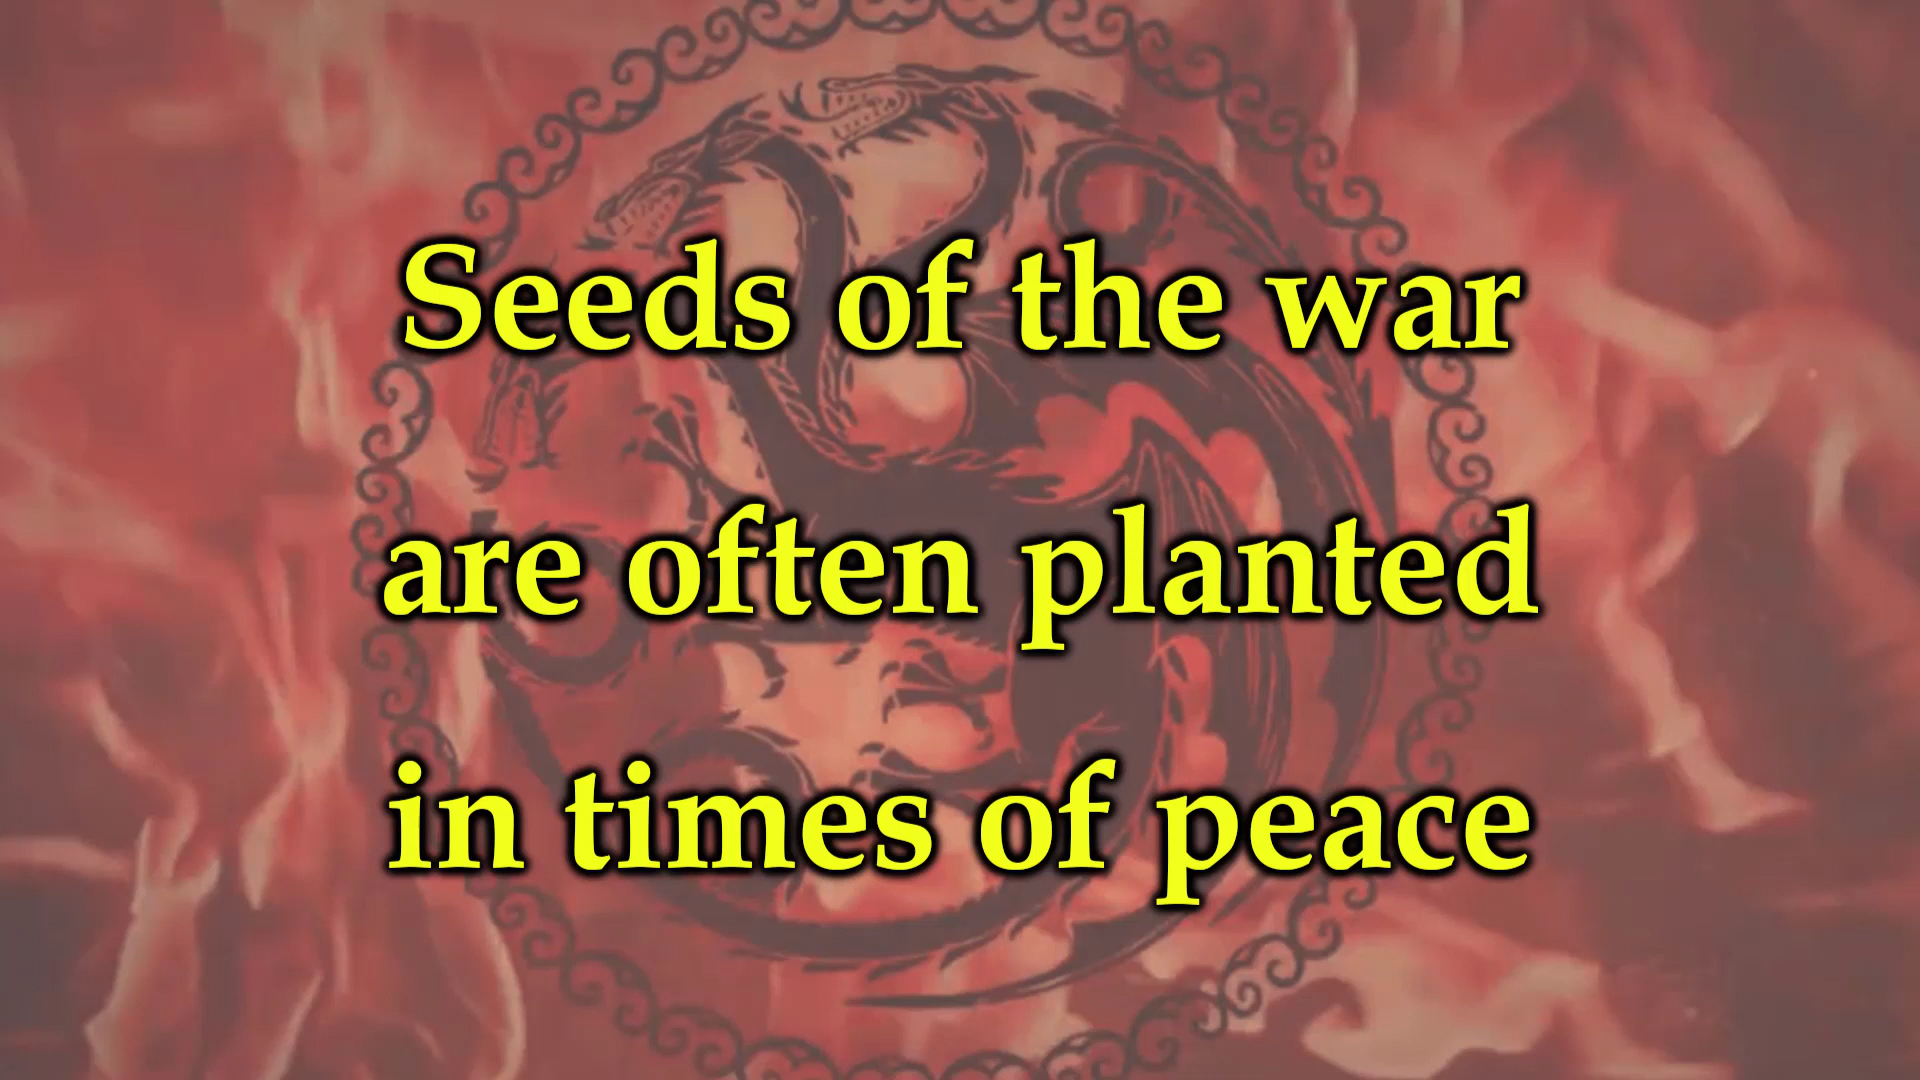 Seeds of the war
are often planted
in times of peace